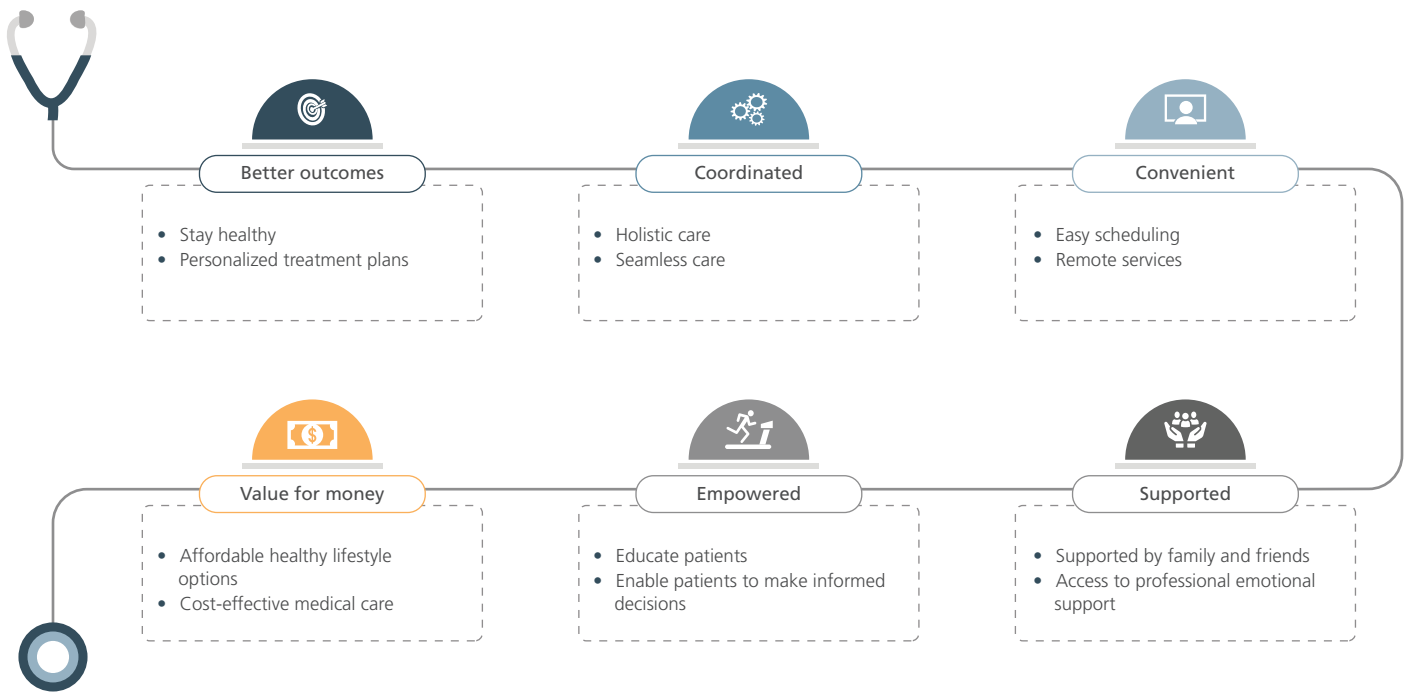 Better outcomes
• Stay healthy
• Personalized treatment plans
Coordinated
• Holistic care
• Seamless care
Convenient
• Easy scheduling
• Remote services
Value for money
• Affordable healthy lifestyle
options
• Cost-effective medical care
Empowered
• Educate patients
• Enable patients to make informed
decisions
Supported
• Supported by family and friends
• Access to professional emotional
support
$